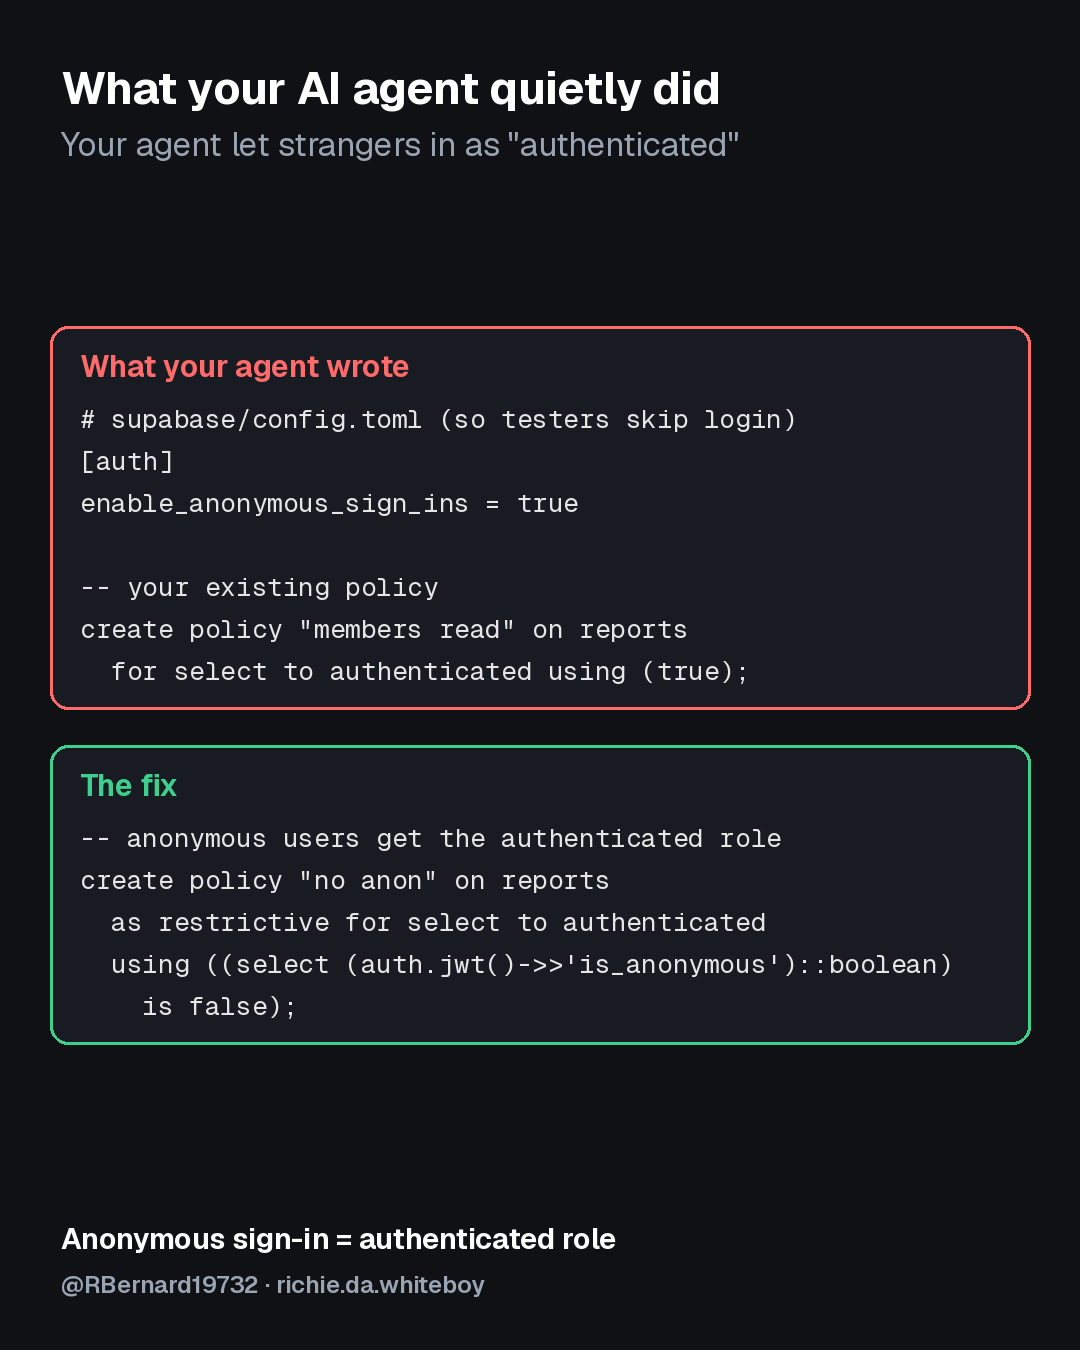 What your AI agent quietly did
Your agent let strangers in as "authenticated"
What your agent wrote
# supabase/config.toml (so testers skip login)
[auth]
enable_anonymous_sign_ins = true
-- your existing policy
create policy "members read" on reports
  for select to authenticated using (true);
The fix
-- anonymous users get the authenticated role
create policy "no anon" on reports
  as restrictive for select to authenticated
  using ((select (auth.jwt()->>'is_anonymous')::boolean)
    is false);
Anonymous sign-in = authenticated role
@RBernard19732 · richie.da.whiteboy